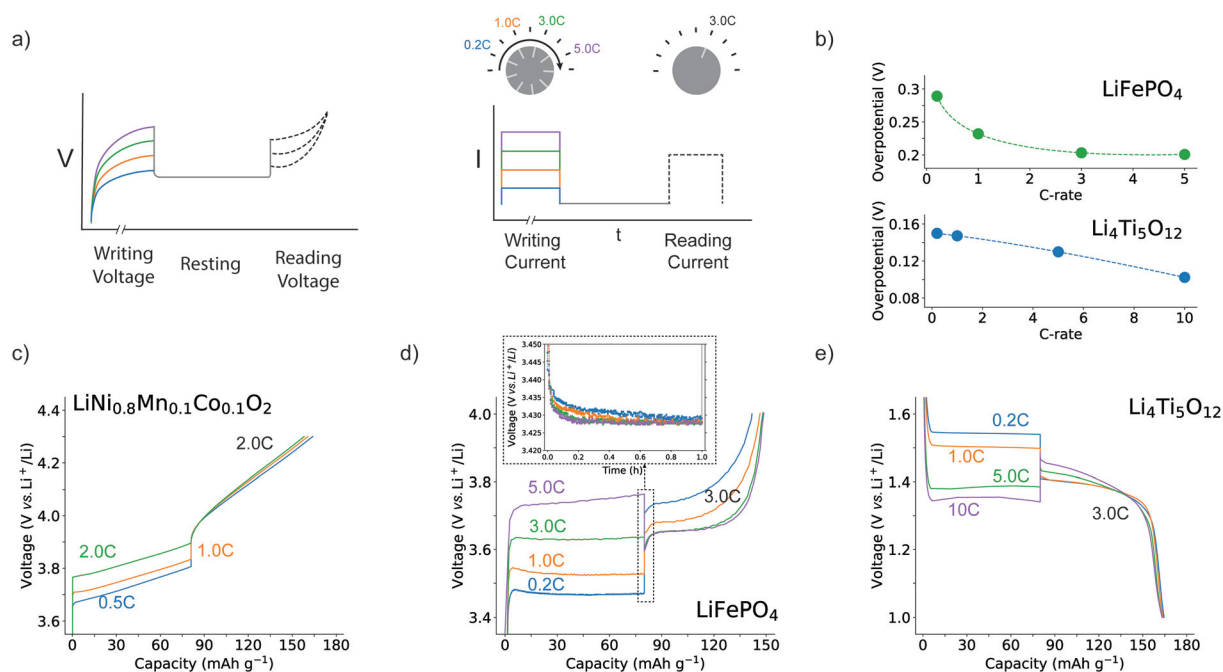 a)
0.2C
1.0C
3.0C
5.0C
3.0C
V
Writing
Voltage
Resting
Reading
Voltage
I
Writing
Current
t
Reading
Current
b)
Overpotential (V)
0.3
0.25
0.2
LiFePO4
0 1 2 3 4 5
C-rate
Overpotential (V)
0.16
0.12
0.08
Li4Ti5O12
0 2 4 6 8 10
C-rate
c)
LiNi0.8Mn0.1Co0.1O2
Voltage (V vs.Li+/Li)
4.4
4.2
4.0
3.8
3.6
2.0C
2.0C
1.0C
0.5C
0 30 60 90 120 150 180
Capacity (mAh g−1)
d)
Voltage (V vs.Li+/Li)
3.450
3.445
3.440
3.435
3.430
3.425
3.420
0.0 0.2 0.4 0.6 0.8 1.0
Time (h)
Voltage (V vs.Li+/Li)
4.0
3.8
3.6
3.4
5.0C
3.0C
3.0C
1.0C
0.2C
LiFePO4
0 30 60 90 120 150
Capacity (mAh g−1)
e)
Li4Ti5O12
Voltage (V vs.Li+/Li)
1.6
1.4
1.2
1.0
0.2C
1.0C
5.0C
10C
3.0C
0 30 60 90 120 150 180
Capacity (mAh g−1)